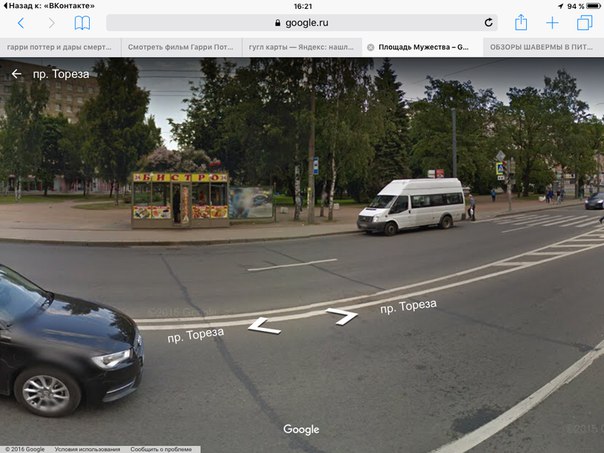 Назад к: «ВКонтакте»
16:21
94 %
google.ru
гарри поттер и дары смерт...
Смотреть фильм Гарри Пот...
гугл карты — Яндекс: нашл...
Площадь Мужества – G...
ОБЗОРЫ ШАВЕРМЫ В ПИТ...
пр. Тореза
БИСТРО
©2015 Google
пр. Тореза
пр. Тореза
Google
© 2016 Google Условия использования Сообщить о проблеме